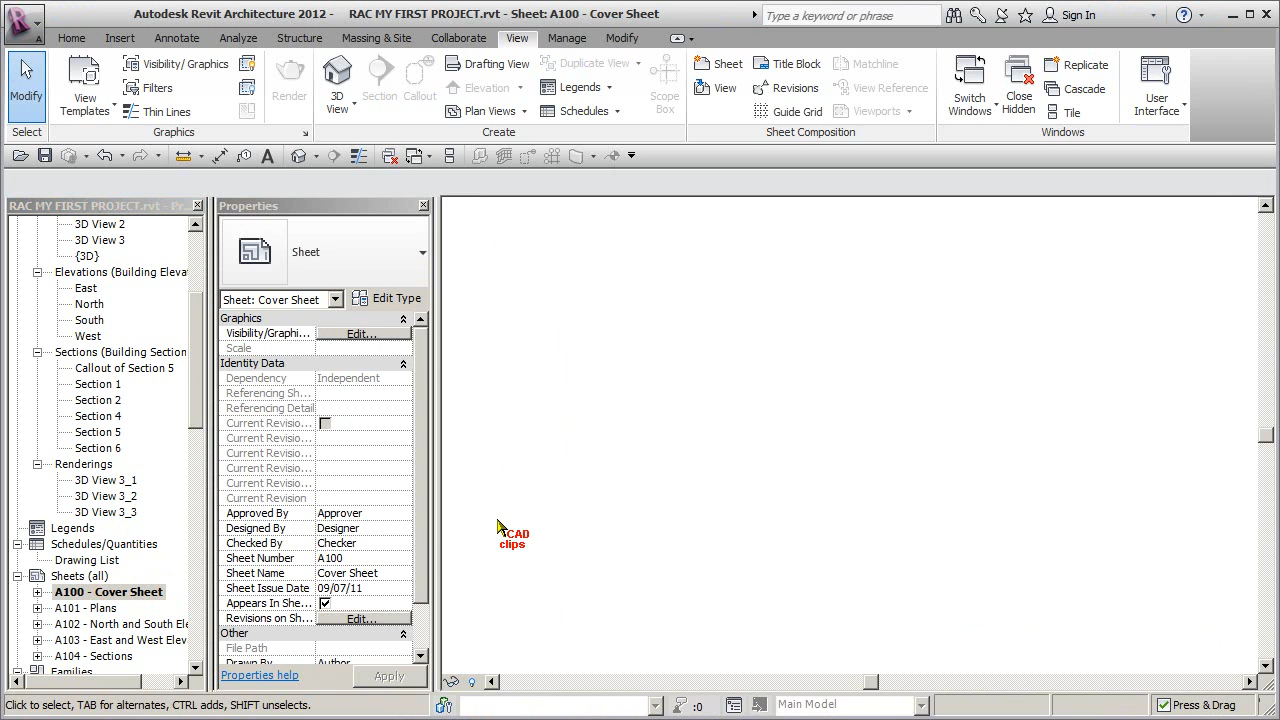 Autodesk Revit Architecture 2012 - RAC MY FIRST PROJECT.rvt - Sheet: A100 - Cover Sheet
Type a keyword or phrase
Sign In
Home Insert Annotate Analyze Structure Massing & Site Collaborate View Manage Modify
Modify
View Templates
Visibility/ Graphics
Filters
Thin Lines
Render
3D View
Section
Callout
Drafting View
Elevation
Plan Views
Duplicate View
Legends
Schedules
Scope Box
Sheet
View
Title Block
Revisions
Guide Grid
Matchline
View Reference
Viewports
Switch Windows
Close Hidden
Replicate
Cascade
Tile
User Interface
Select Graphics Create Sheet Composition Windows
RAC MY FIRST PROJECT.rvt - Pr...
3D View 2
3D View 3
{3D}
Elevations (Building Eleva
East
North
South
West
Sections (Building Section
Callout of Section 5
Section 1
Section 2
Section 4
Section 5
Section 6
Renderings
3D View 3_1
3D View 3_2
3D View 3_3
Legends
Schedules/Quantities
Drawing List
Sheets (all)
A100 - Cover Sheet
A101 - Plans
A102 - North and South Ele
A103 - East and West Elev
A104 - Sections
Families
Properties
Sheet
Sheet: Cover Sheet Edit Type
Graphics
Visibility/Graphi... Edit...
Scale
Identity Data
Dependency Independent
Referencing Sh...
Referencing Detail
Current Revisio...
Current Revisio...
Current Revisio...
Current Revisio...
Current Revisio...
Current Revision
Approved By Approver
Designed By Designer
Checked By Checker
Sheet Number A100
Sheet Name Cover Sheet
Sheet Issue Date 09/07/11
Appears In She...
Revisions on Sh... Edit...
Other
File Path
Drawn By Author
Properties help Apply
CAD
clips
Click to select, TAB for alternates, CTRL adds, SHIFT unselects.
:0
Main Model
Press & Drag